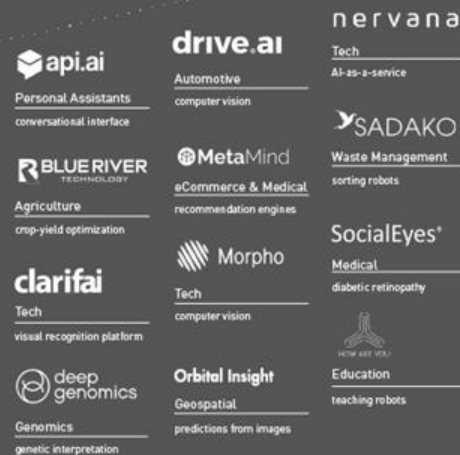 api.ai
Personal Assistants
conversational interface
BLUE RIVER
TECHNOLOGY
Agriculture
crop-yield optimization
clarifai
Tech
visual recognition platform
deep
genomics
Genomics
genetic interpretation
drive.ai
Automotive
computer vision
MetaMind
eCommerce & Medical
recommendation engines
Morpho
Tech
computer vision
Orbital Insight
Geospatial
predictions from images
nervana
Tech
AI-as-a-service
SADAKO
Waste Management
sorting robots
SocialEyes*
Medical
diabetic retinopathy
HOW ARE YOU
Education
teaching robots